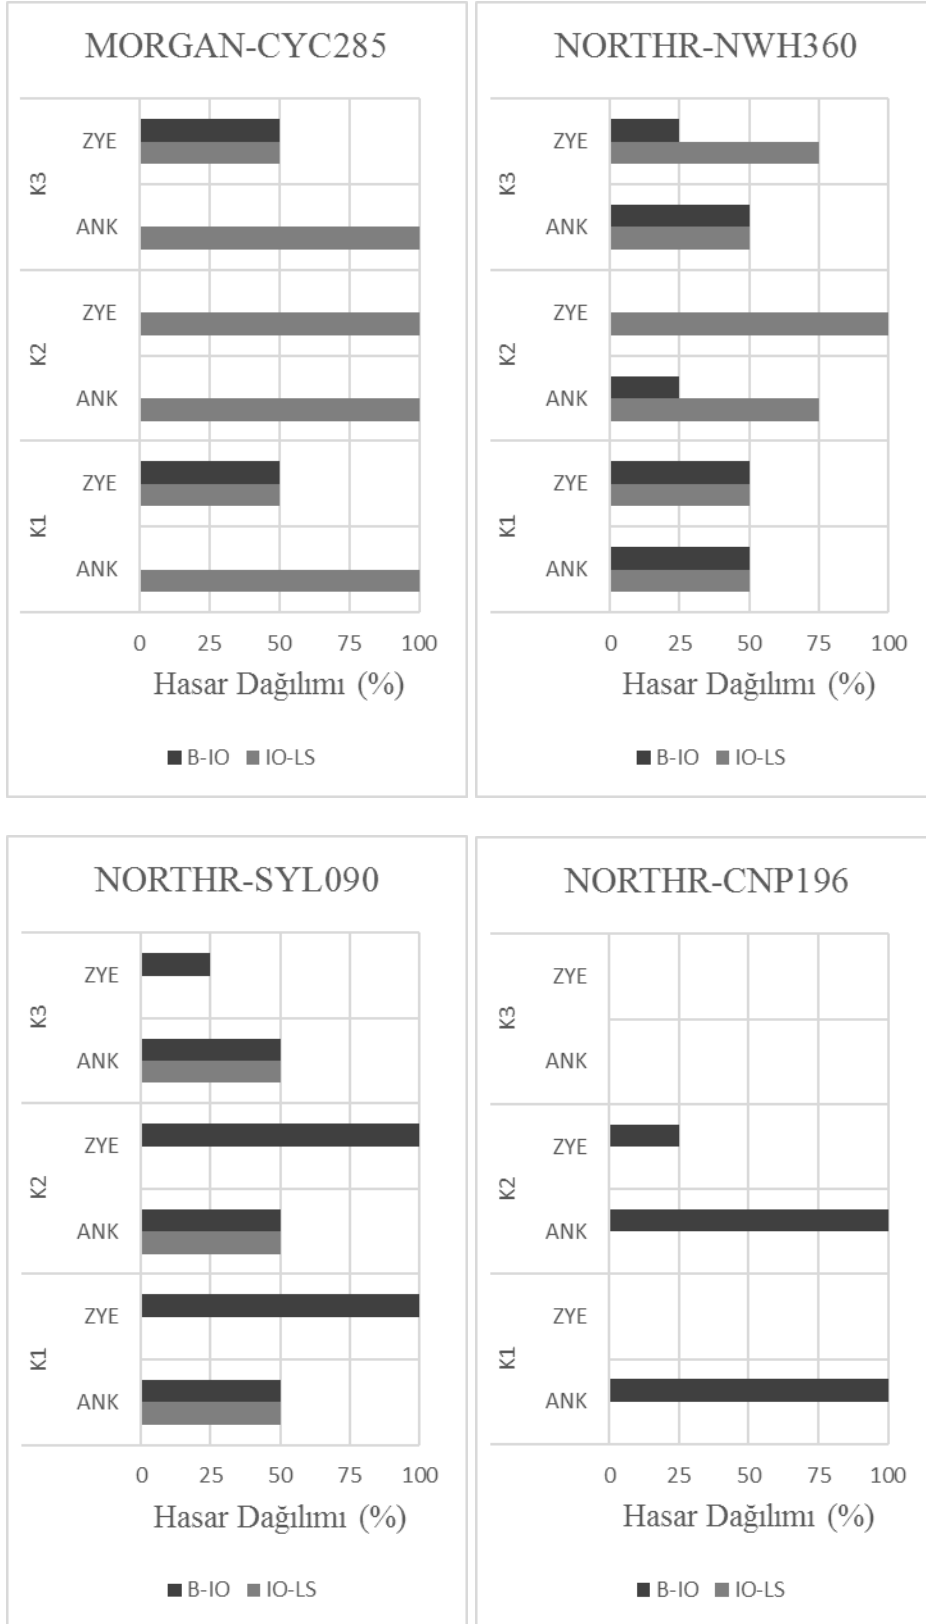 MORGAN-CYC285
K3
ZYE
ANK
K2
ZYE
ANK
K1
ZYE
ANK
0 25 50 75 100
Hasar Dağılımı (%)
B-IO IO-LS
NORTHR-NWH360
K3
ZYE
ANK
K2
ZYE
ANK
K1
ZYE
ANK
0 25 50 75 100
Hasar Dağılımı (%)
B-IO IO-LS
NORTHR-SYL090
K3
ZYE
ANK
K2
ZYE
ANK
K1
ZYE
ANK
0 25 50 75 100
Hasar Dağılımı (%)
B-IO IO-LS
NORTHR-CNP196
K3
ZYE
ANK
K2
ZYE
ANK
K1
ZYE
ANK
0 25 50 75 100
Hasar Dağılımı (%)
B-IO IO-LS